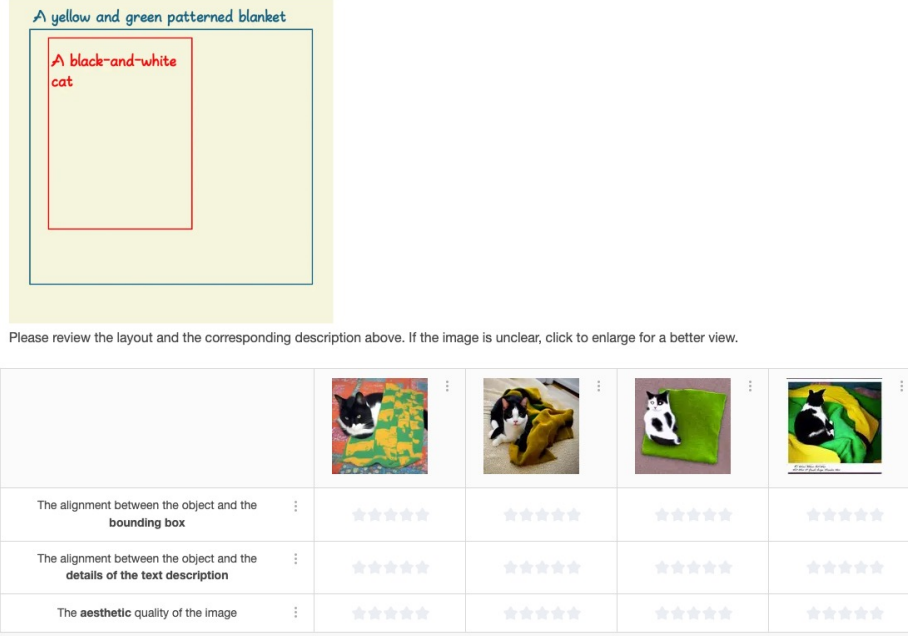 A yellow and green patterned blanket
A black-and-white
cat
Please review the layout and the corresponding description above. If the image is unclear, click to enlarge for a better view.
The alignment between the object and the
bounding box
The alignment between the object and the
details of the text description
The aesthetic quality of the image